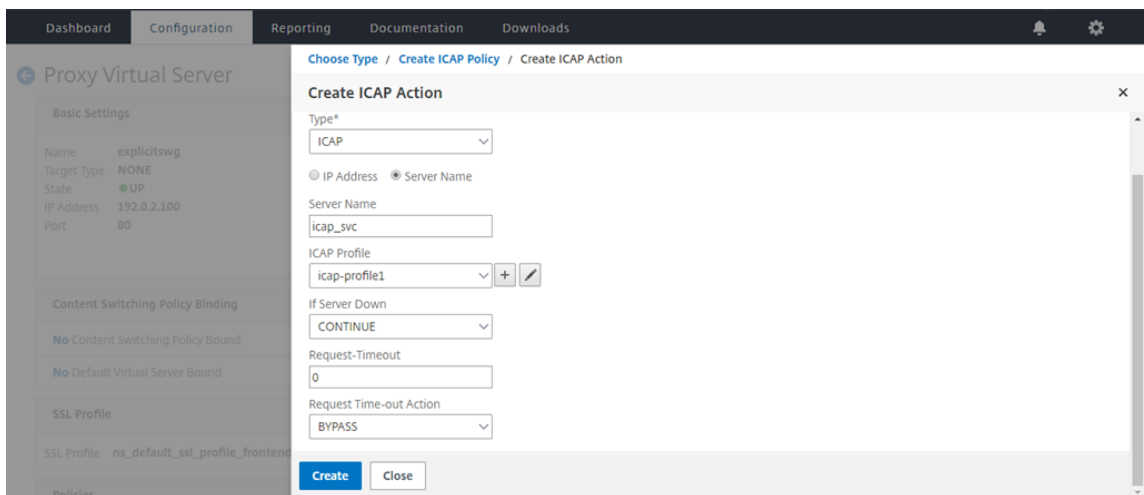 Dashboard Configuration Reporting Documentation Downloads
Proxy Virtual Server
Basic Settings
Name explicitswg
Target Type NONE
State UP
IP Address 192.0.2.100
Port 80
Content Switching Policy Binding
No Content Switching Policy Bound
No Default Virtual Server Bound
SSL Profile
SSL Profile ns_default_ssl_profile_frontend
Policies
Choose Type / Create ICAP Policy / Create ICAP Action
Create ICAP Action
Type*
ICAP
IP Address Server Name
Server Name
icap_svc
ICAP Profile
icap-profile1
If Server Down
CONTINUE
Request-Timeout
0
Request Time-out Action
BYPASS
Create Close